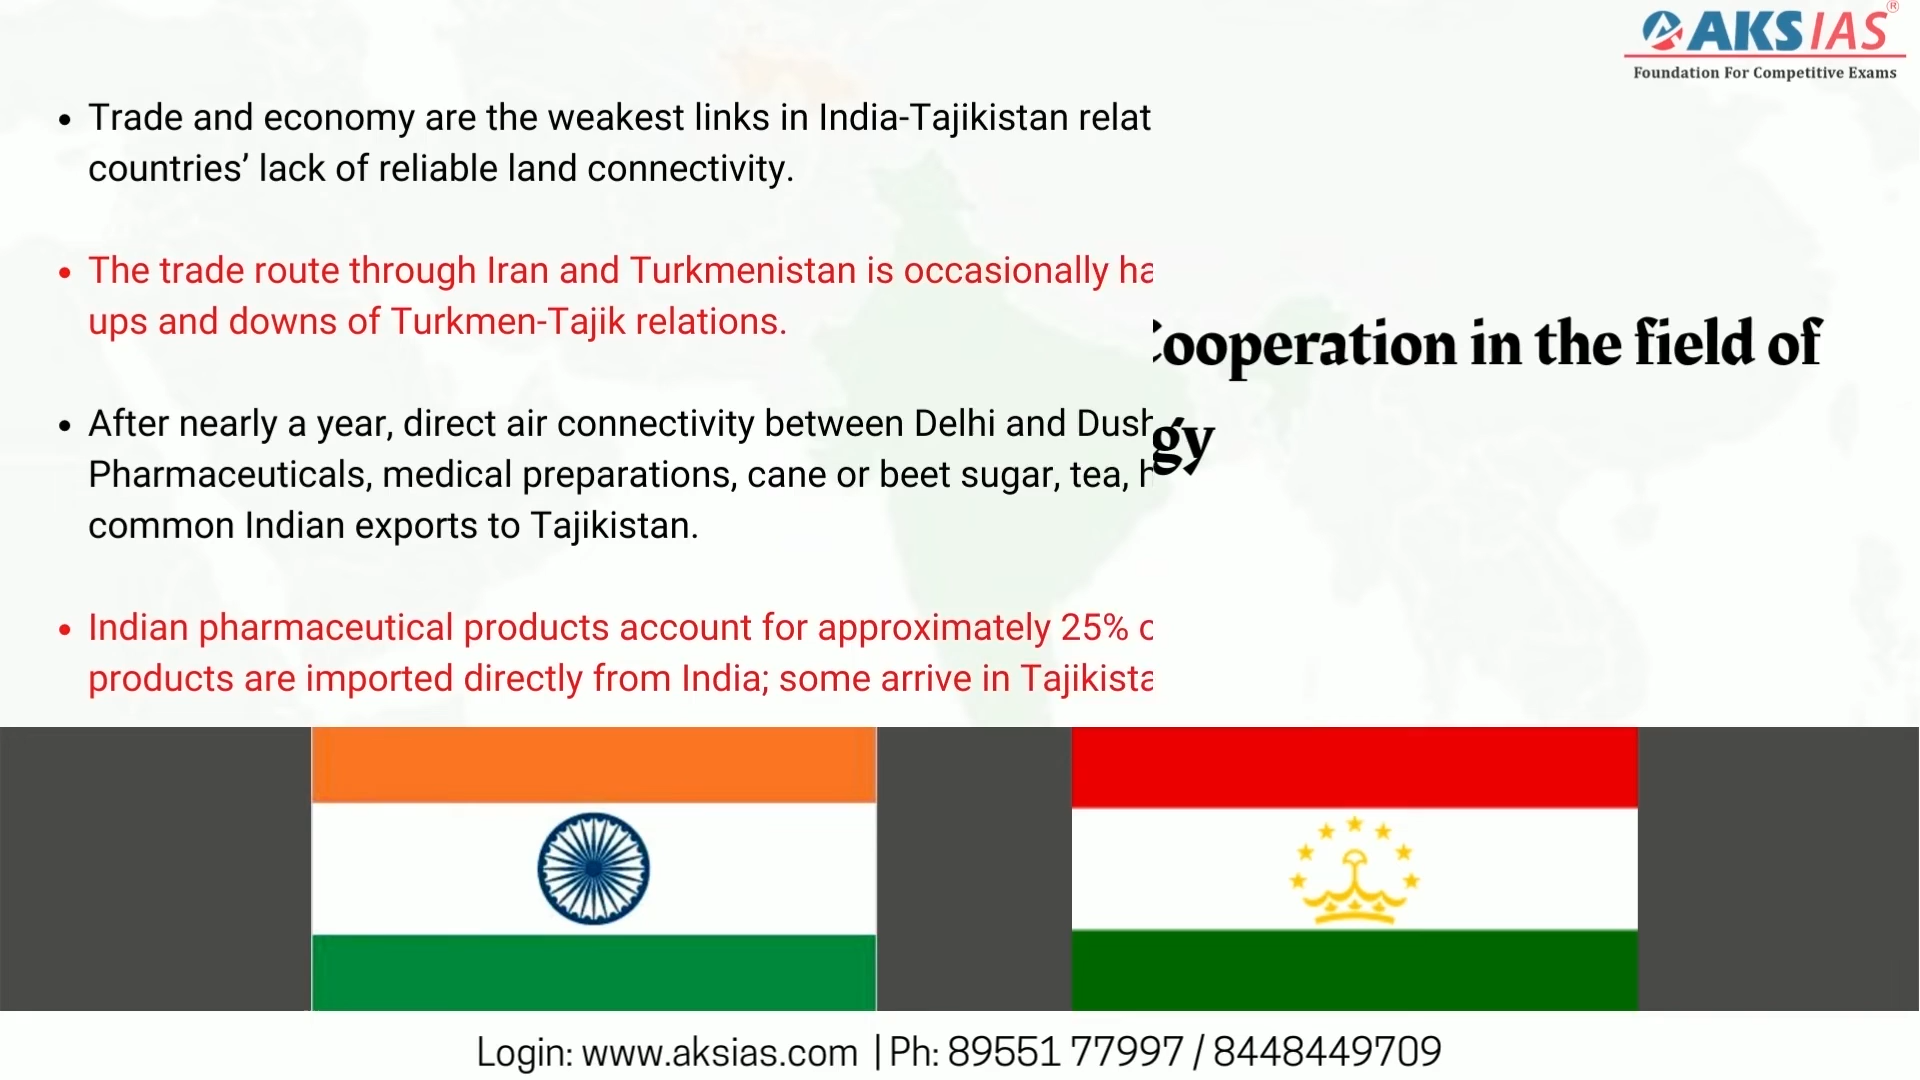 AKS IAS
Foundation For Competitive Exams
• Trade and economy are the weakest links in India-Tajikistan relat
countries’ lack of reliable land connectivity.
• The trade route through Iran and Turkmenistan is occasionally ha
ups and downs of Turkmen-Tajik relations.
• After nearly a year, direct air connectivity between Delhi and Dush
Pharmaceuticals, medical preparations, cane or beet sugar, tea, h
common Indian exports to Tajikistan.
• Indian pharmaceutical products account for approximately 25%
products are imported directly from India; some arrive in Tajikista
Cooperation in the field of
gy
Login: www.aksias.com | Ph: 89551 77997 / 8448449709